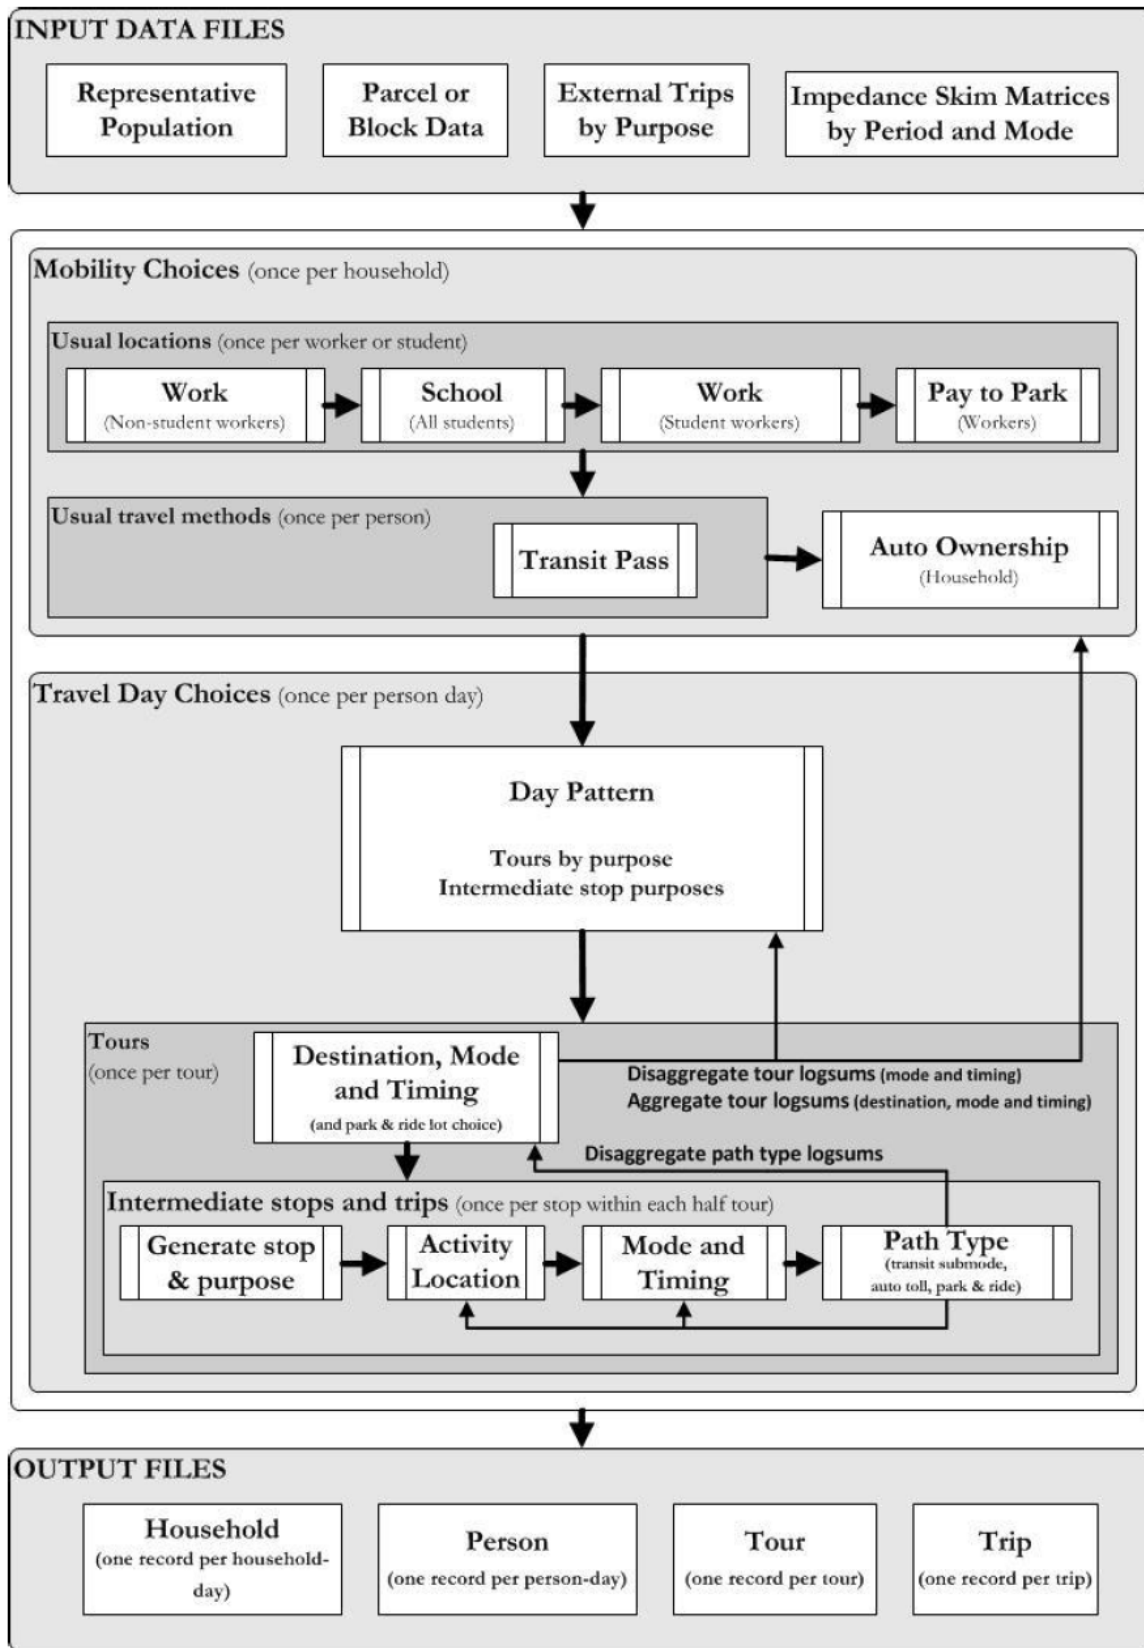 INPUT DATA FILES
Representative
Population
Parcel or
Block Data
External Trips
by Purpose
Impedance Skim Matrices
by Period and Mode
Mobility Choices (once per household)
Usual locations (once per worker or student)
Work
(Non-student workers)
School
(All students)
Work
(Student workers)
Pay to Park
(Workers)
Usual travel methods (once per person)
Transit Pass
Auto Ownership
(Household)
Travel Day Choices (once per person day)
Day Pattern
Tours by purpose
Intermediate stop purposes
Tours
(once per tour)
Destination, Mode
and Timing
(and park & ride lot choice)
Disaggregate tour logsums (mode and timing)
Aggregate tour logsums (destination, mode and timing)
Disaggregate path type logsums
Intermediate stops and trips (once per stop within each half tour)
Generate stop
& purpose
Activity
Location
Mode and
Timing
Path Type
(transit submode,
auto toll, park & ride)
OUTPUT FILES
Household
(one record per household-
day)
Person
(one record per person-day)
Tour
(one record per tour)
Trip
(one record per trip)